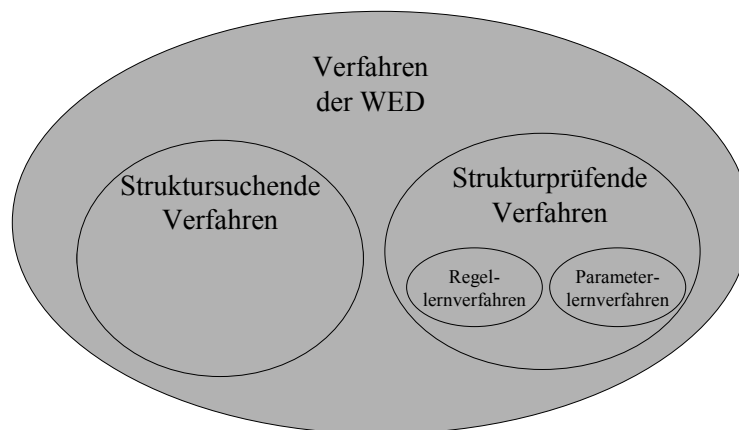 Verfahren
der WED
Struktursuchende
Verfahren
Strukturprüfende
Verfahren
Regel-
lernverfahren
Parameter-
lernverfahren